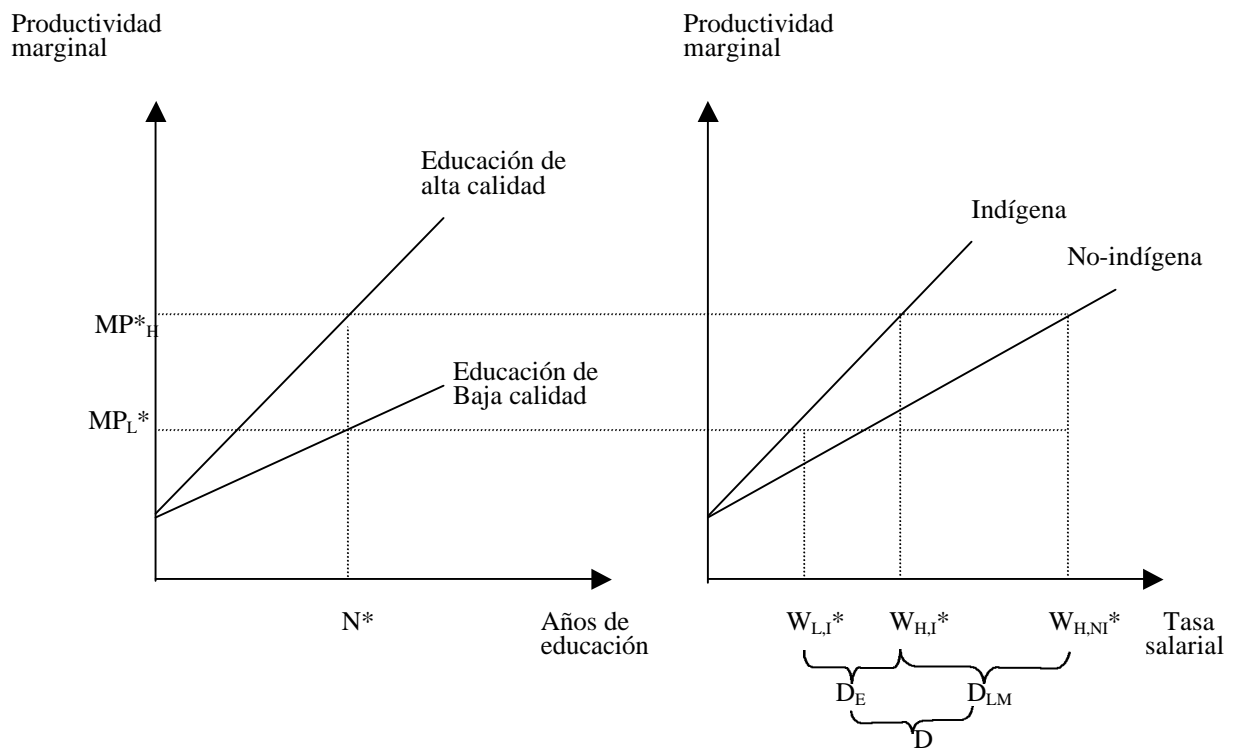 Productividad
marginal
Educación de
alta calidad
MP*H
Educación de
Baja calidad
MPL*
N*
Años de
educación
Productividad
marginal
Indígena
No-indígena
WL,I*
WH,I*
WH,NI*
Tasa
salarial
DE
DLM
D